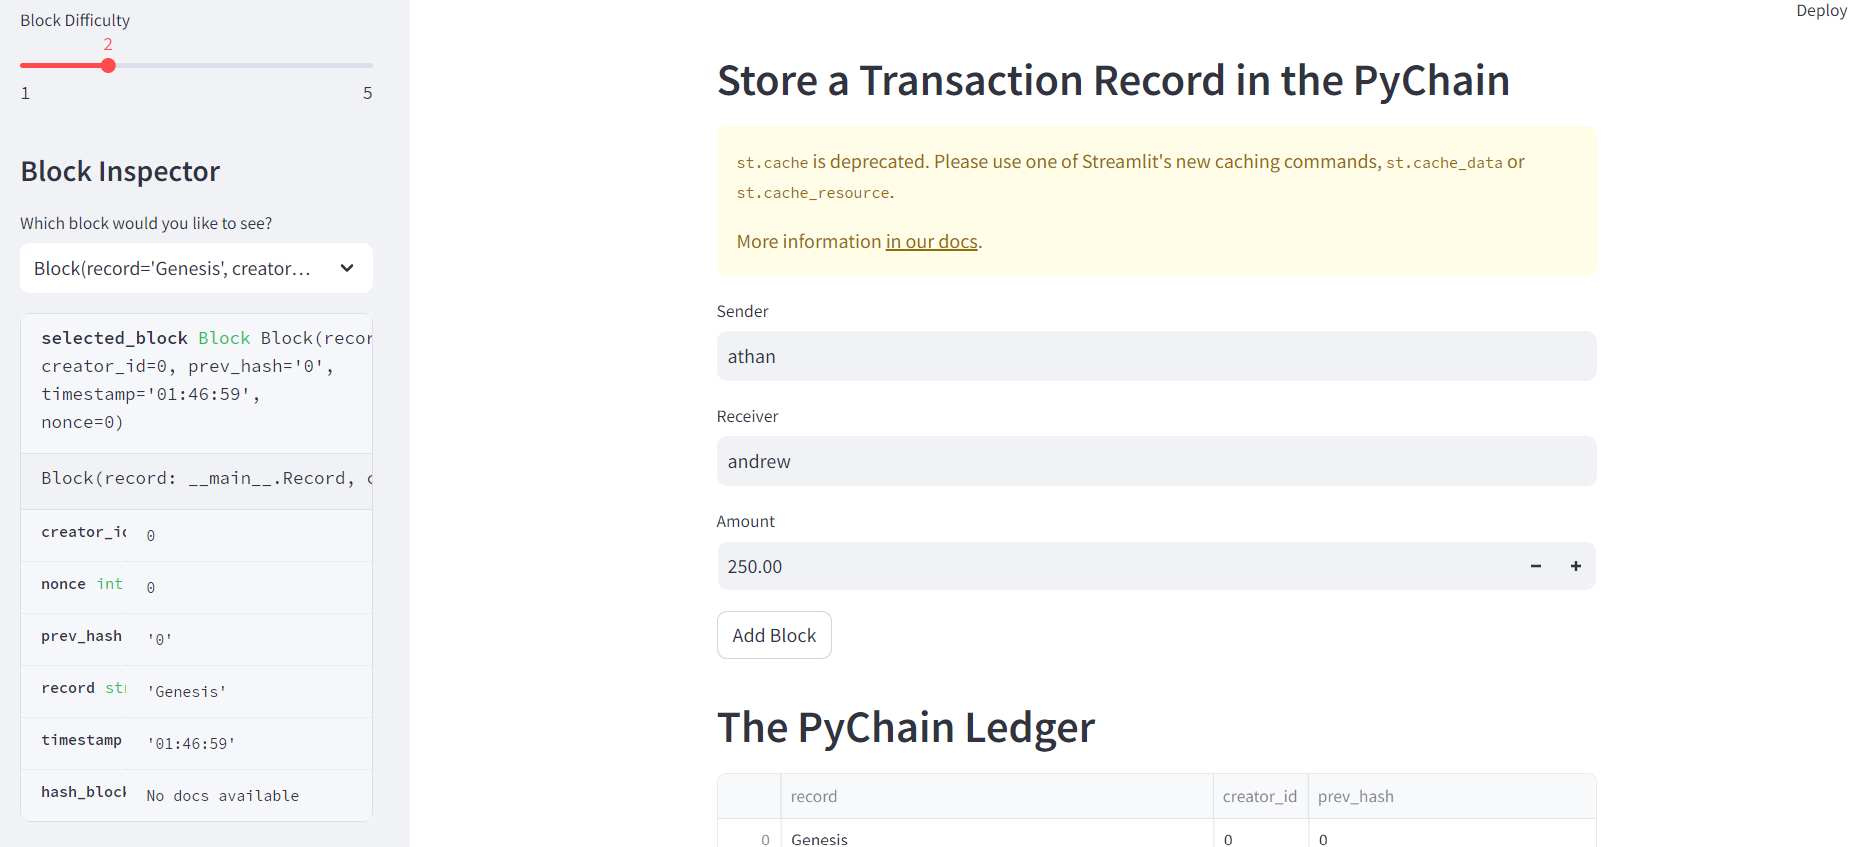 Block Difficulty
2
1 5
Block Inspector
Which block would you like to see?
Block(record='Genesis', creator...
selected_block Block Block(recor
creator_id=0, prev_hash='0',
timestamp='01:46:59',
nonce=0)
Block(record: __main__.Record, c
creator_id 0
nonce int 0
prev_hash '0'
record str 'Genesis'
timestamp '01:46:59'
hash_block No docs available
Deploy
Store a Transaction Record in the PyChain
st.cache is deprecated. Please use one of Streamlit's new caching commands, st.cache_data or
st.cache_resource.
More information in our docs.
Sender
athan
Receiver
andrew
Amount
250.00 − +
Add Block
The PyChain Ledger
record creator_id prev_hash
0 Genesis 0 0